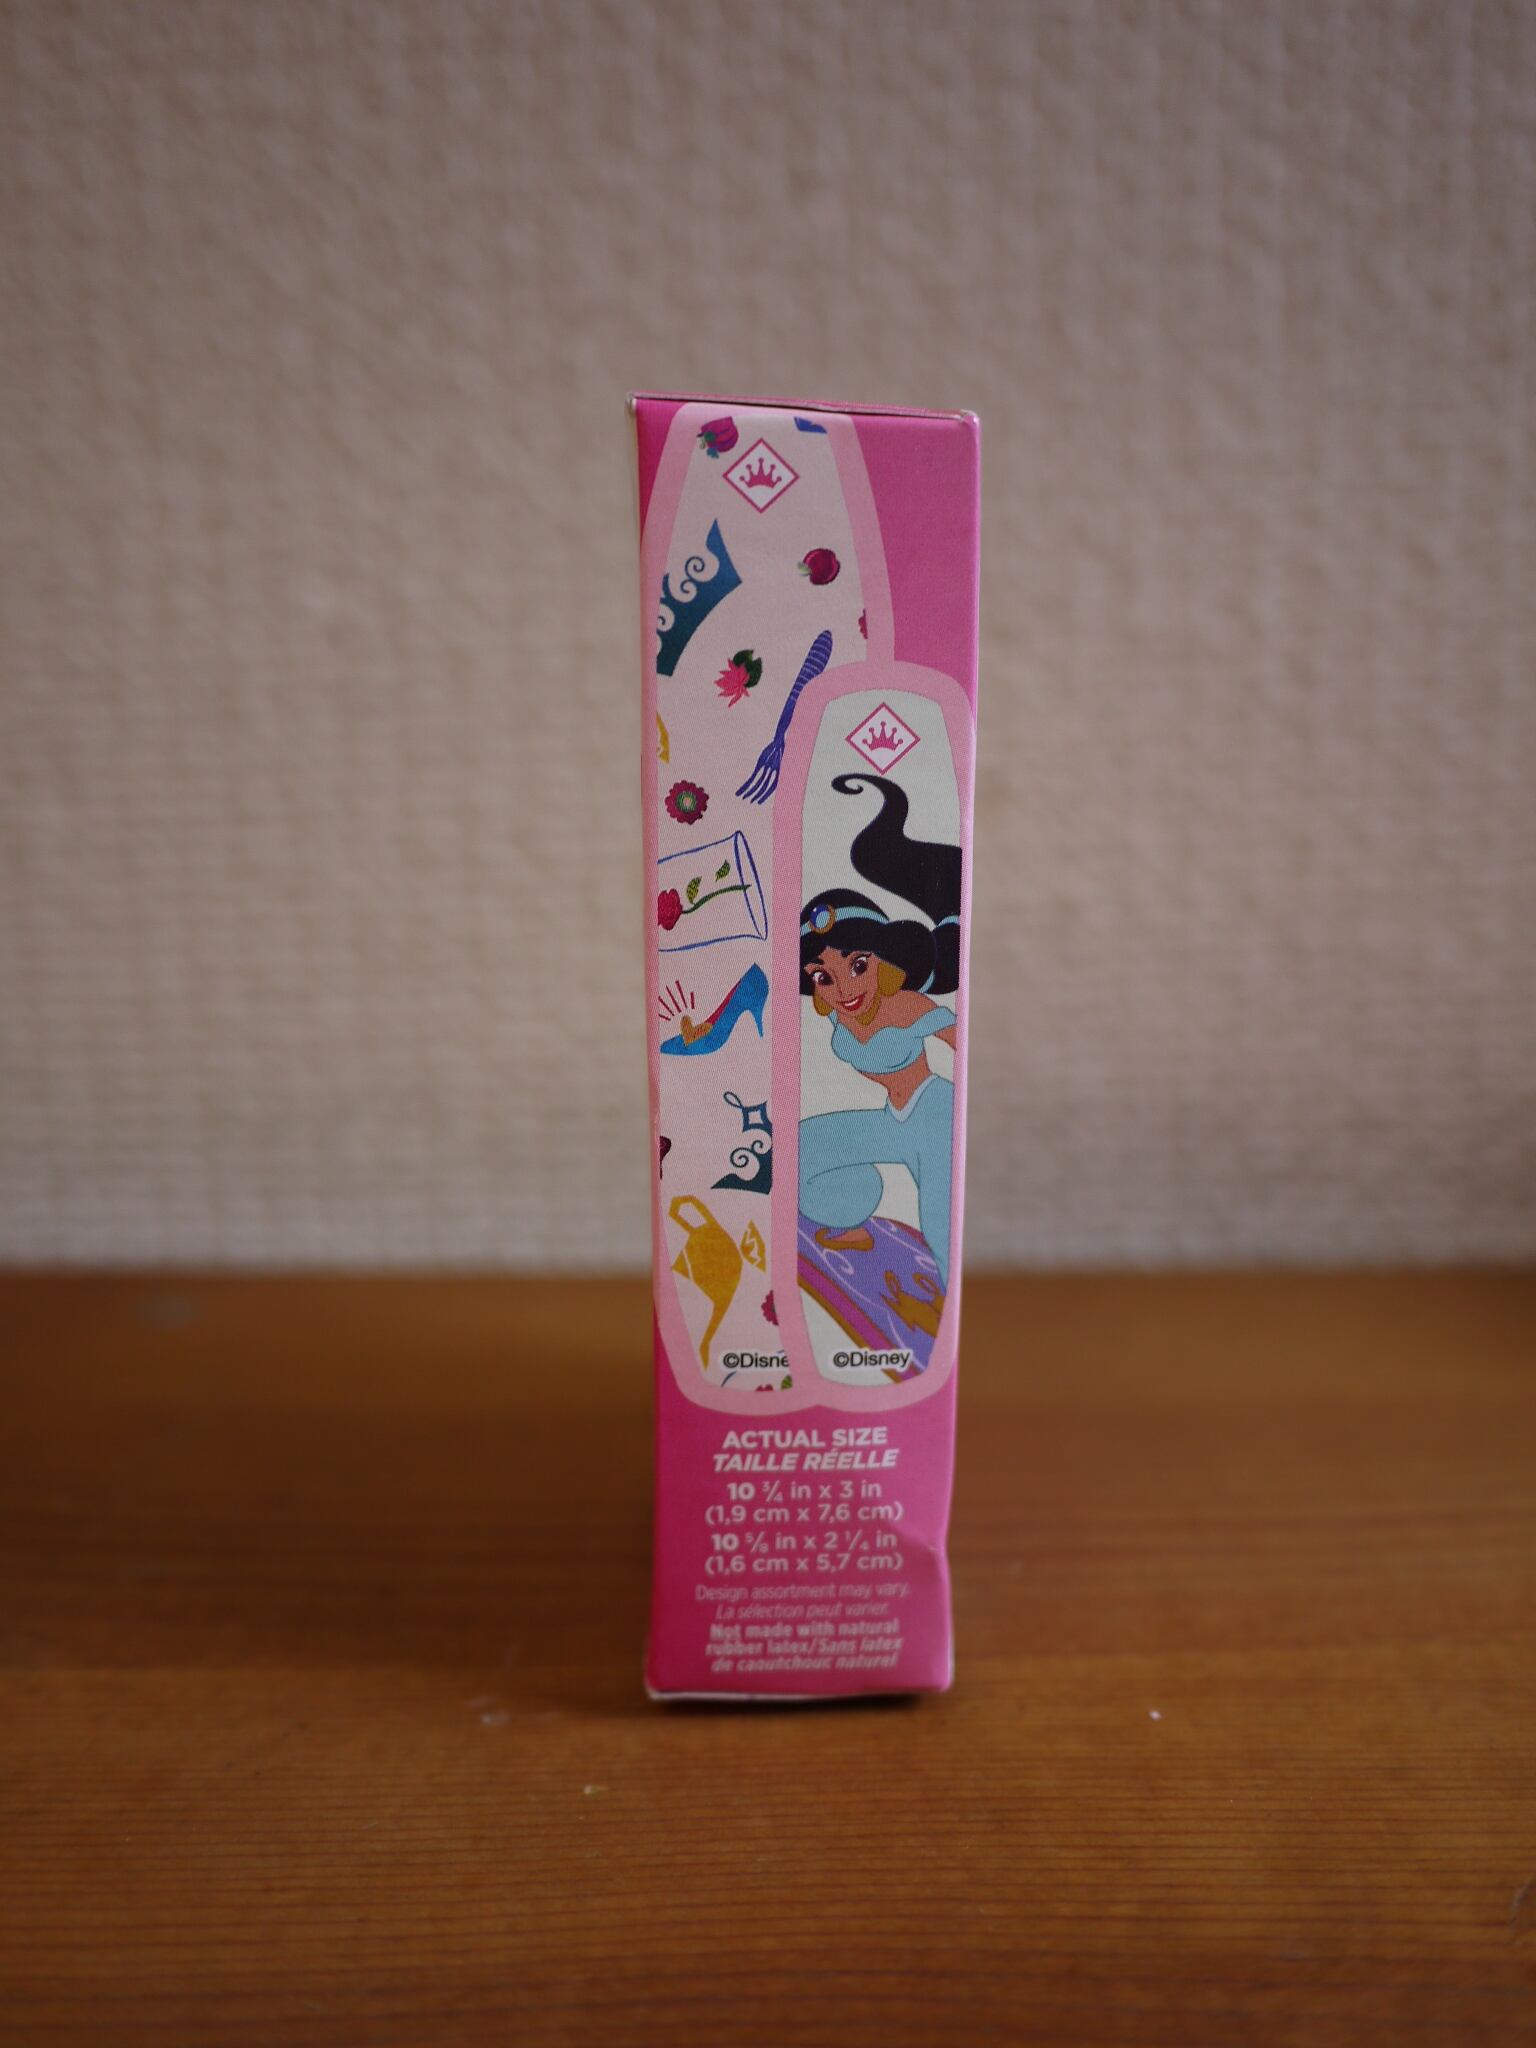 ©Disne
©Disney
ACTUAL SIZE
TAILLE RÉELLE
10 ¾ in x 3 in
(1,9 cm x 7,6 cm)
10 ⅝ in x 2 ¼ in
(1,6 cm x 5,7 cm)
Design assortment may vary.
La sélection peut varier.
Not made with natural
rubber latex/Sans latex
de caoutchouc naturel